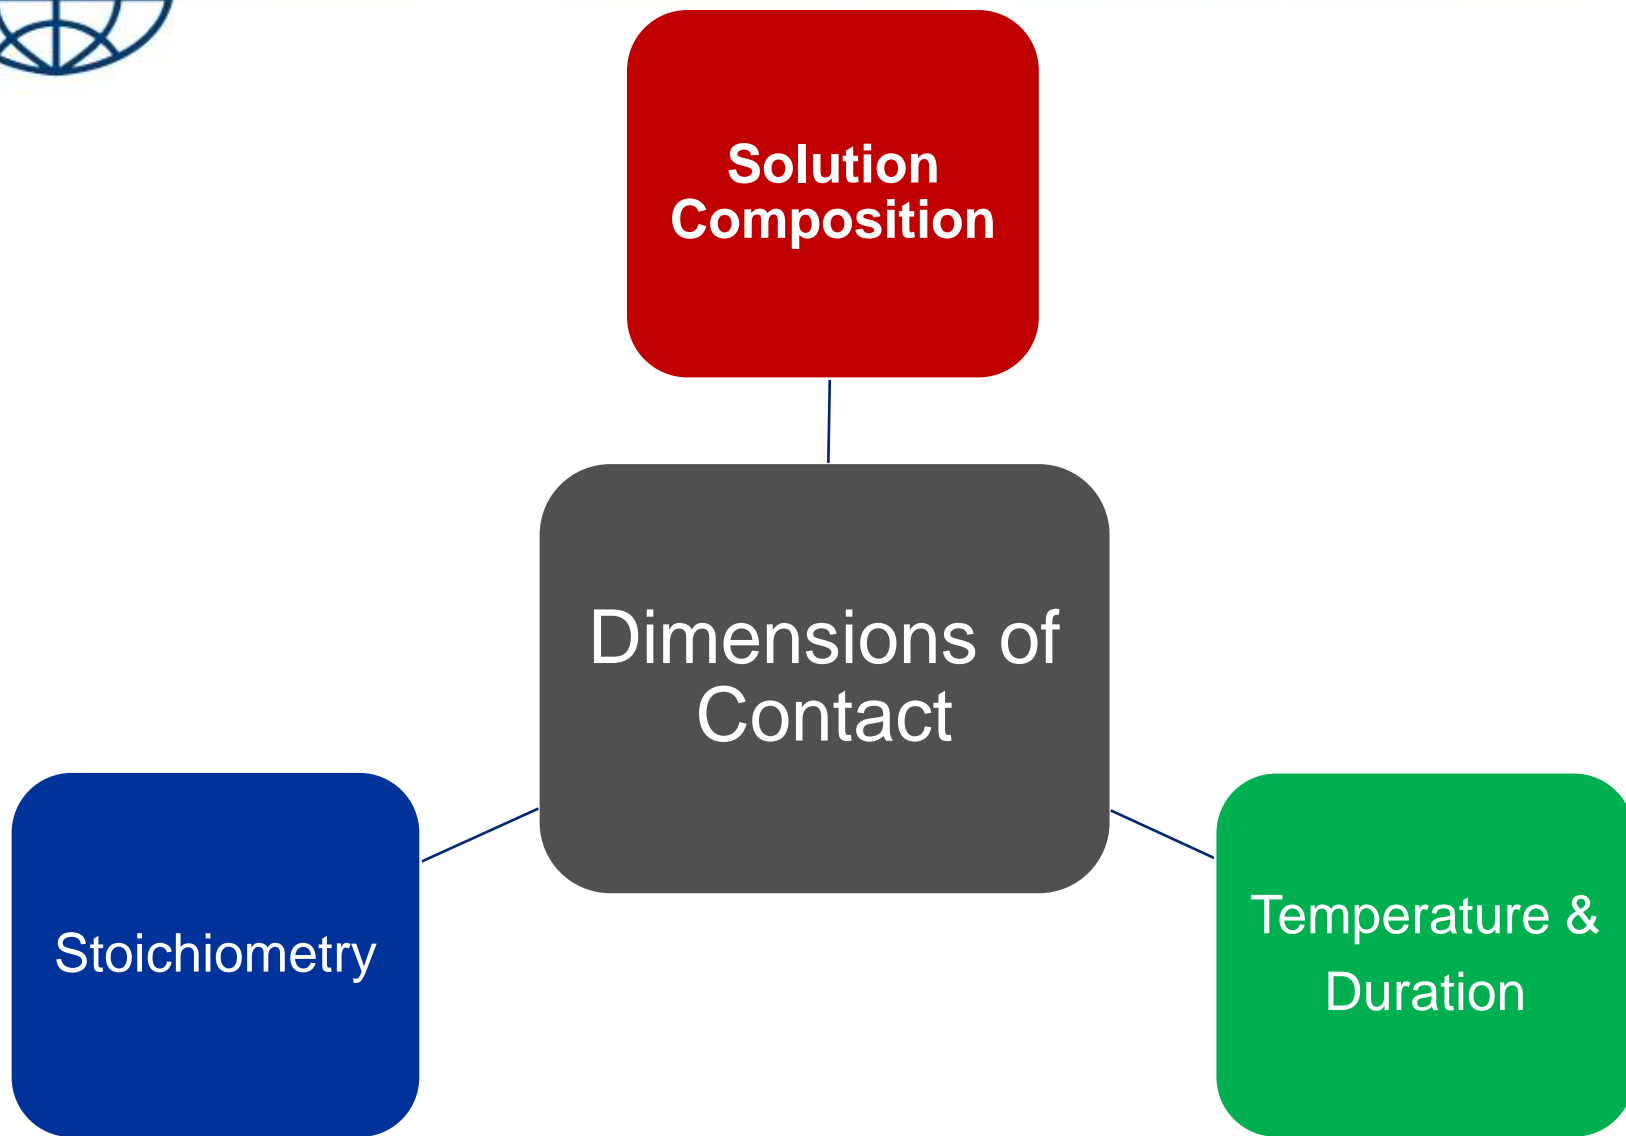 Solution
Composition
Dimensions of
Contact
Stoichiometry
Temperature &
Duration